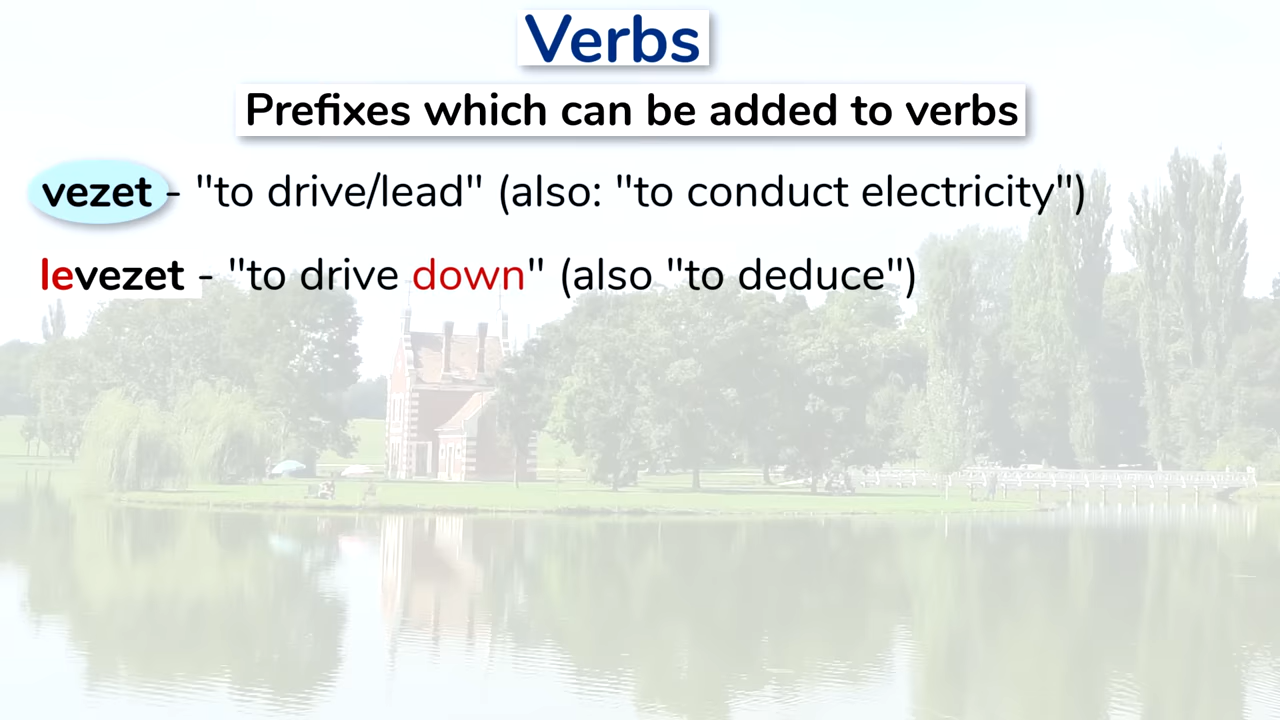 Verbs
Prefixes which can be added to verbs
vezet - "to drive/lead" (also: "to conduct electricity")
levezet - "to drive down" (also "to deduce")